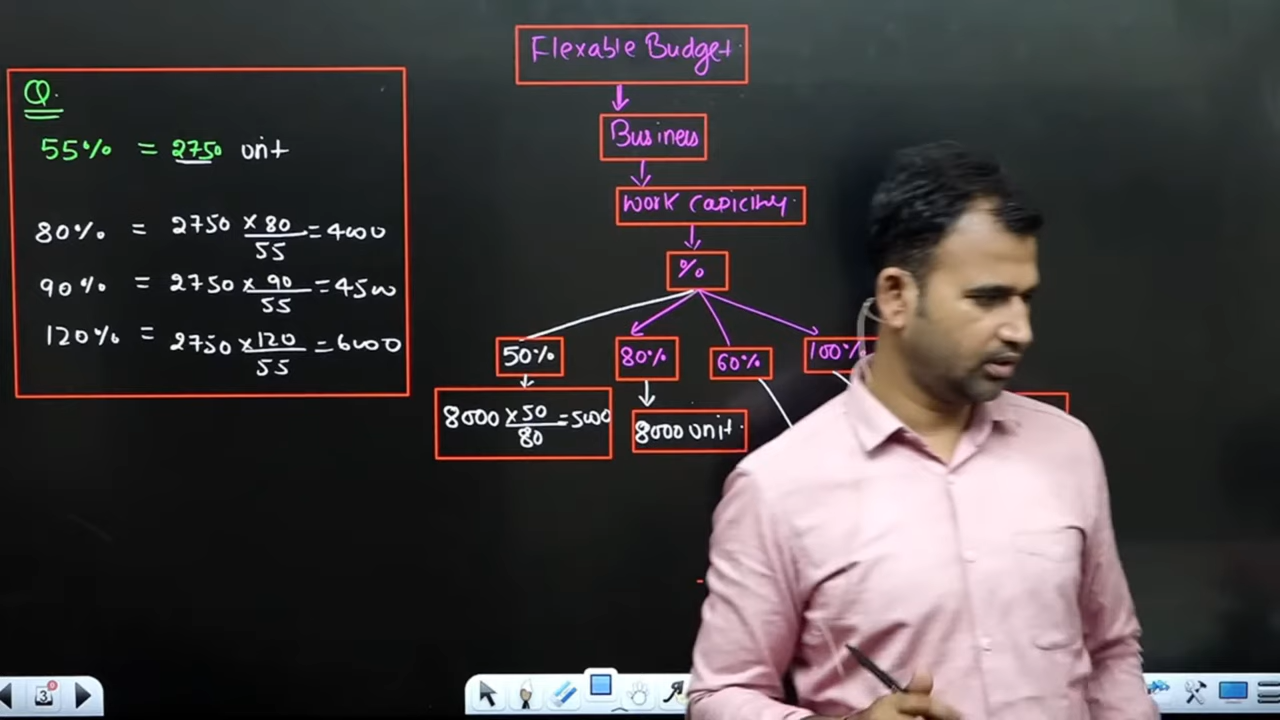 Q.
55% = 2750 unit
80% = 2750 × 80/55 = 4000
90% = 2750 × 90/55 = 4500
120% = 2750 × 120/55 = 6000
Flexable Budget
Business
Work capicity
%
50% 80% 60% 100%
8000 × 50/80 = 5000
8000 unit
3